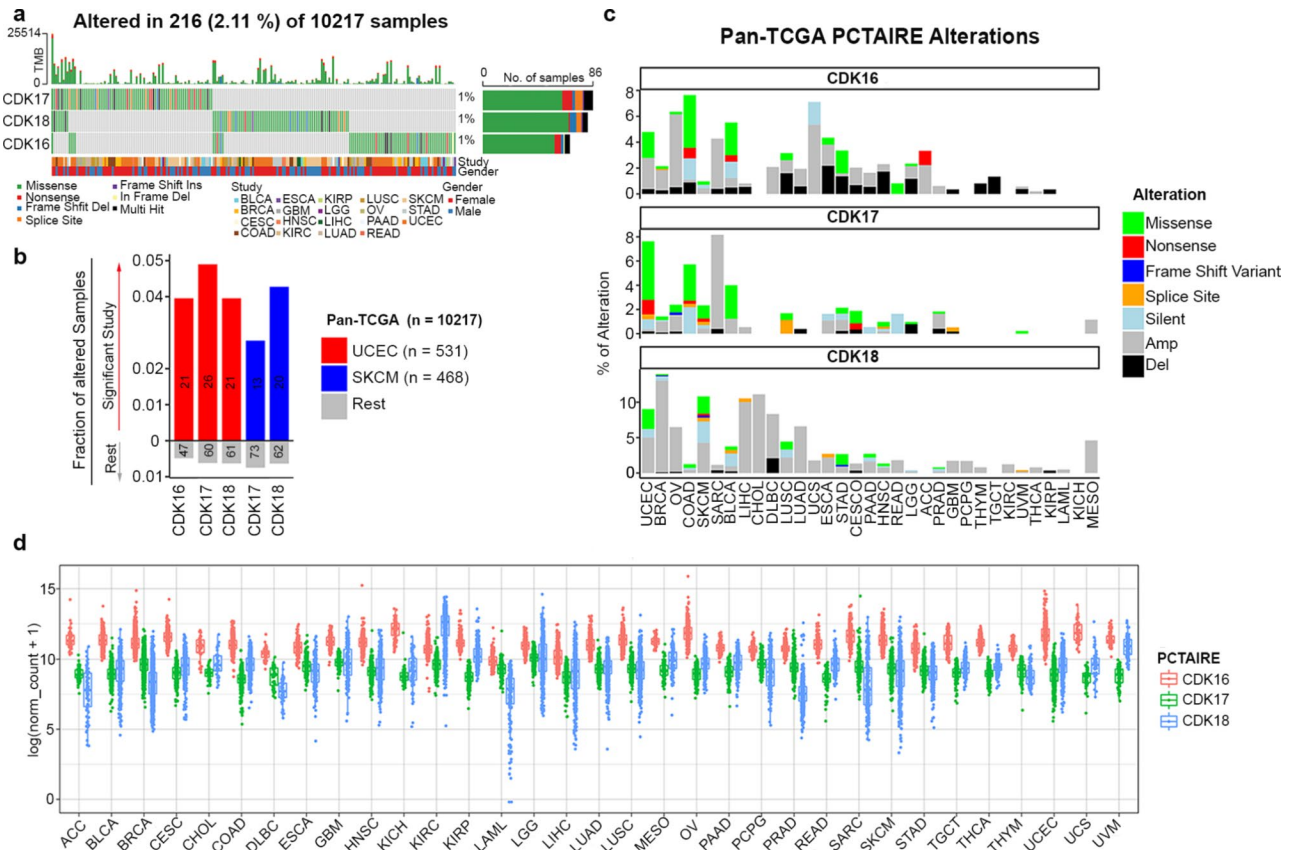 a
Altered in 216 (2.11 %) of 10217 samples
25514
TMB
0
0 No. of samples 86
CDK17 1%
CDK18 1%
CDK16 1%
Study
Gender
Missense
Nonsense
Frame Shfit Del
Splice Site
Frame Shift Ins
In Frame Del
Multi Hit
Study
BLCA ESCA KIRP LUSC SKCM
BRCA GBM LGG OV STAD
CESC HNSC LIHC PAAD UCEC
COAD KIRC LUAD READ
Gender
Female
Male
b
Fraction of altered Samples
Significant Study
Rest
0.05
0.04
0.02
0.01
0
0.01
21 26 21 13 20
47 60 61 73 62
CDK16 CDK17 CDK18 CDK17 CDK18
Pan-TCGA (n = 10217)
UCEC (n = 531)
SKCM (n = 468)
Rest
c
Pan-TCGA PCTAIRE Alterations
% of Alteration
CDK16
8
6
4
2
0
CDK17
8
6
4
2
0
CDK18
10
5
0
UCEC BRCA OV COAD SKCM SARC BLCA LIHC CHOL DLBC LUSC LUAD UCS ESCA STAD CESCO PAAD HNSC READ LGG ACC PRAD GBM PCPG THYM TGCT KIRC UVM THCA KIRP LAML KICH MESO
Alteration
Missense
Nonsense
Frame Shift Variant
Splice Site
Silent
Amp
Del
d
log(norm_count + 1)
15
10
5
0
ACC BLCA BRCA CESC CHOL COAD DLBC ESCA GBM HNSC KICH KIRC KIRP LAML LGG LIHC LUAD LUSC MESO OV PAAD PCPG PRAD READ SARC SKCM STAD TGCT THCA THYM UCEC UCS UVM
PCTAIRE
CDK16
CDK17
CDK18